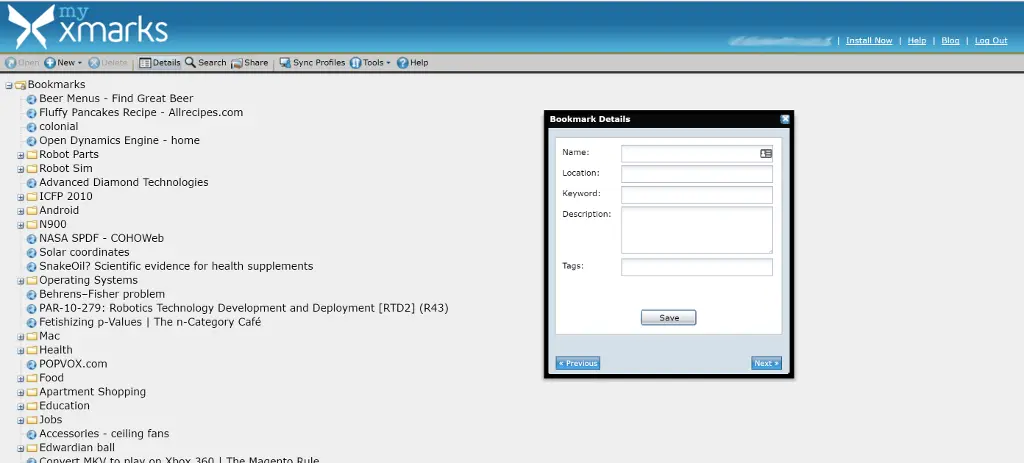 my
xmarks
| Install Now | Help | Blog | Log Out
Open New Delete | Details Search Share | Sync Profiles Tools Help
Bookmarks
Beer Menus - Find Great Beer
Fluffy Pancakes Recipe - Allrecipes.com
colonial
Open Dynamics Engine - home
Robot Parts
Robot Sim
Advanced Diamond Technologies
ICFP 2010
Android
N900
NASA SPDF - COHOWeb
Solar coordinates
SnakeOil? Scientific evidence for health supplements
Operating Systems
Behrens–Fisher problem
PAR-10-279: Robotics Technology Development and Deployment [RTD2] (R43)
Fetishizing p-Values | The n-Category Café
Mac
Health
POPVOX.com
Food
Apartment Shopping
Education
Jobs
Accessories - ceiling fans
Edwardian ball
Convert MKV to play on Xbox 360 | The Magento Rule
Bookmark Details
Name:
Location:
Keyword:
Description:
Tags:
Save
« Previous
Next »